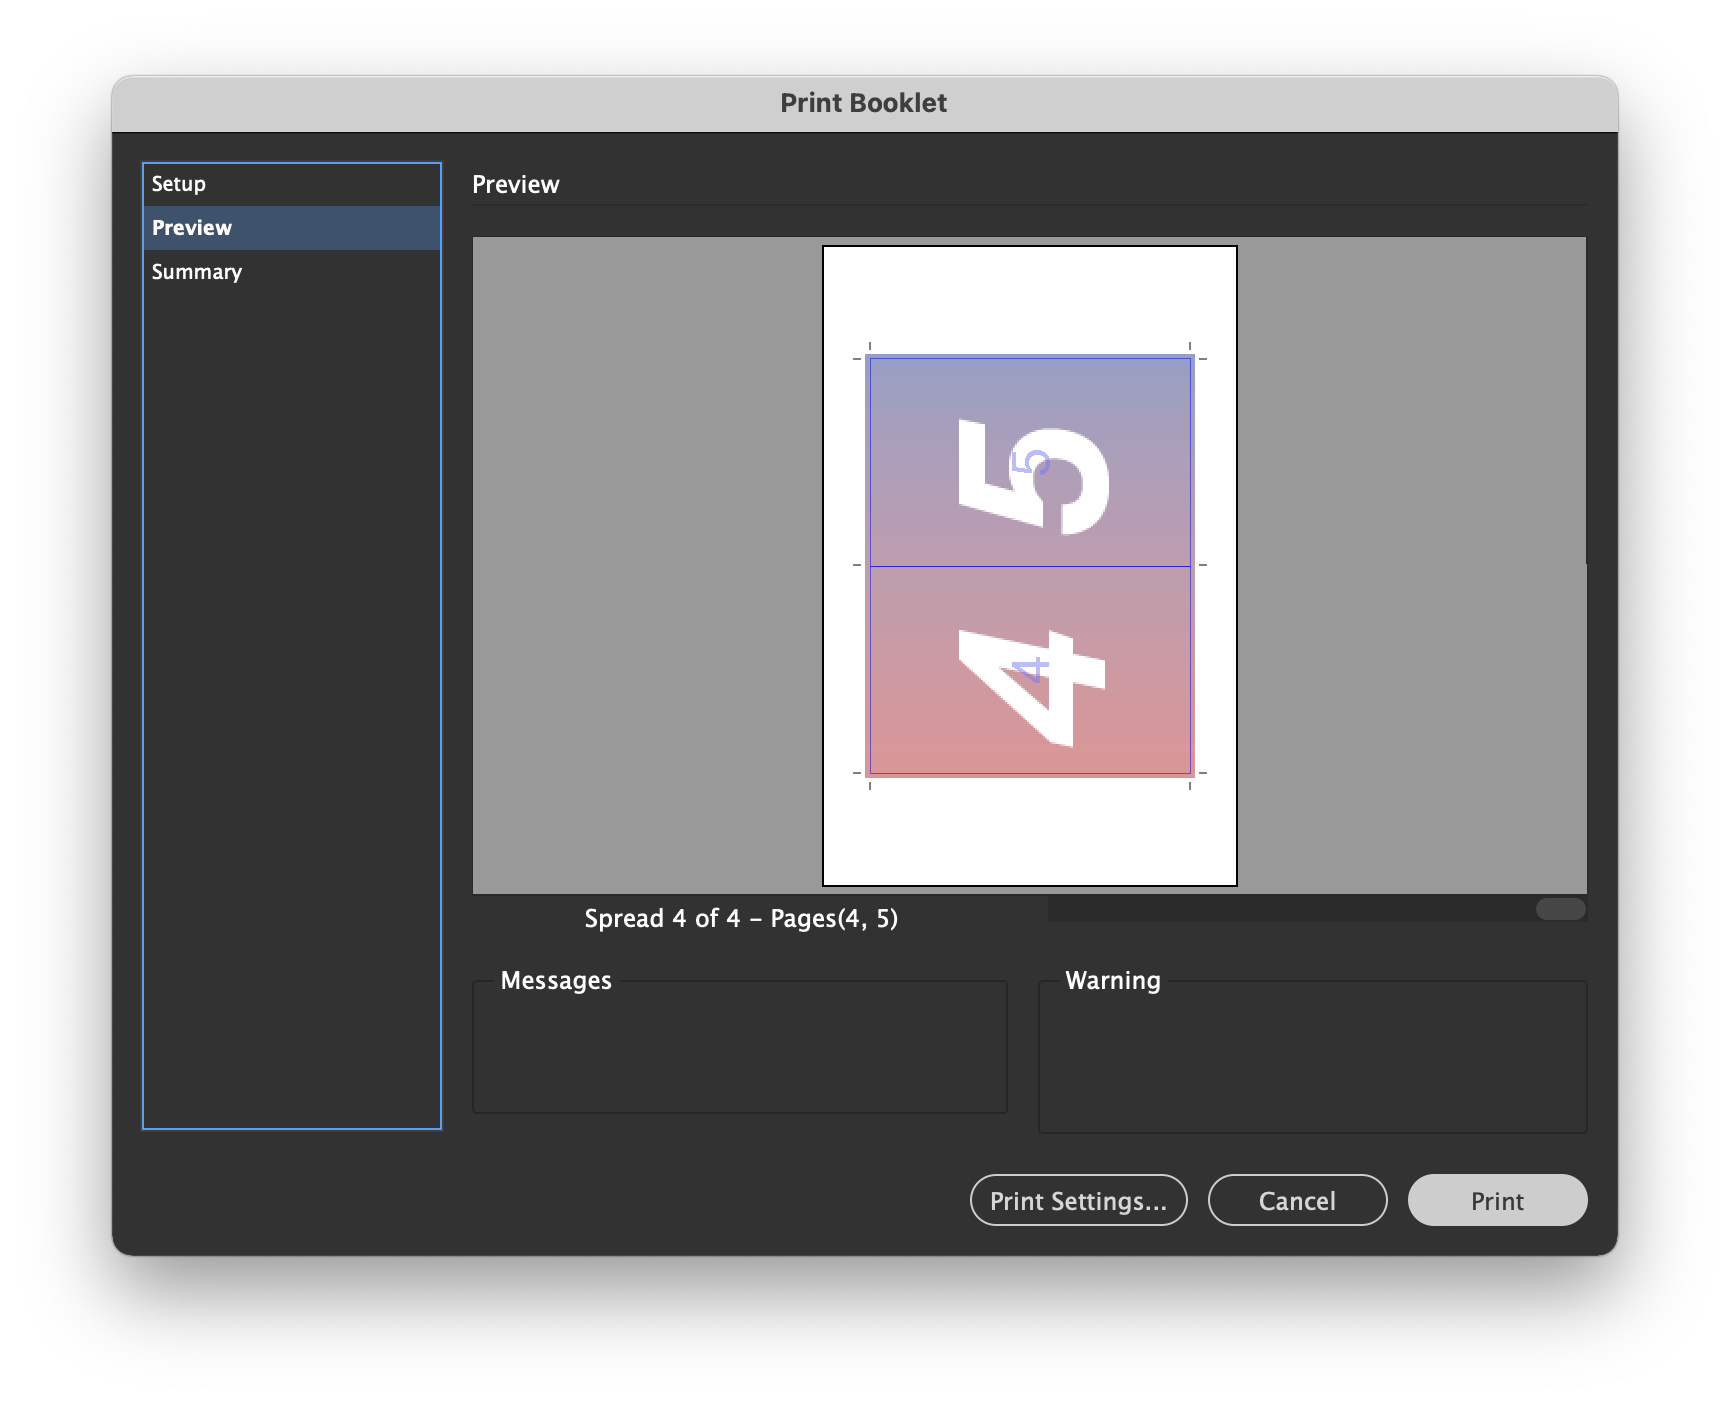 Print Booklet
Setup
Preview
Summary
Preview
5
5
4
4
Spread 4 of 4 – Pages(4, 5)
Messages
Warning
Print Settings...
Cancel
Print